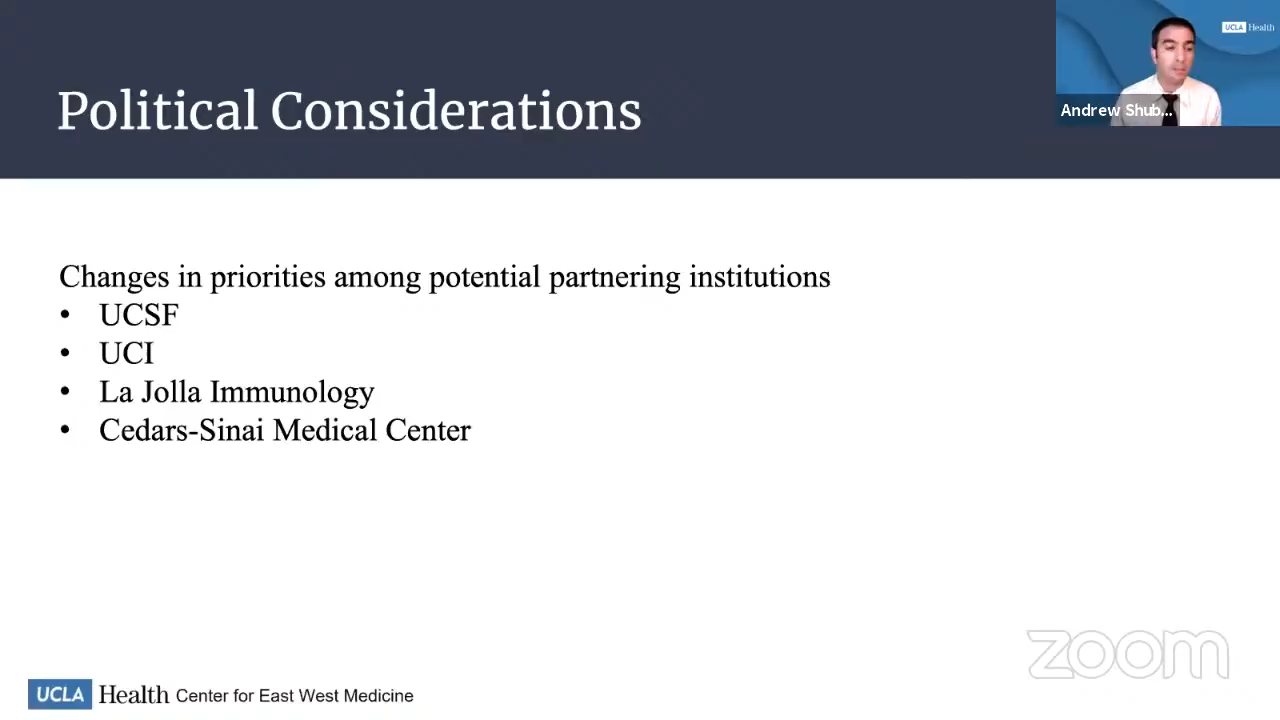 Political Considerations
UCLA Health
Andrew Shub...
Changes in priorities among potential partnering institutions
• UCSF
• UCI
• La Jolla Immunology
• Cedars-Sinai Medical Center
zoom
UCLA Health Center for East West Medicine